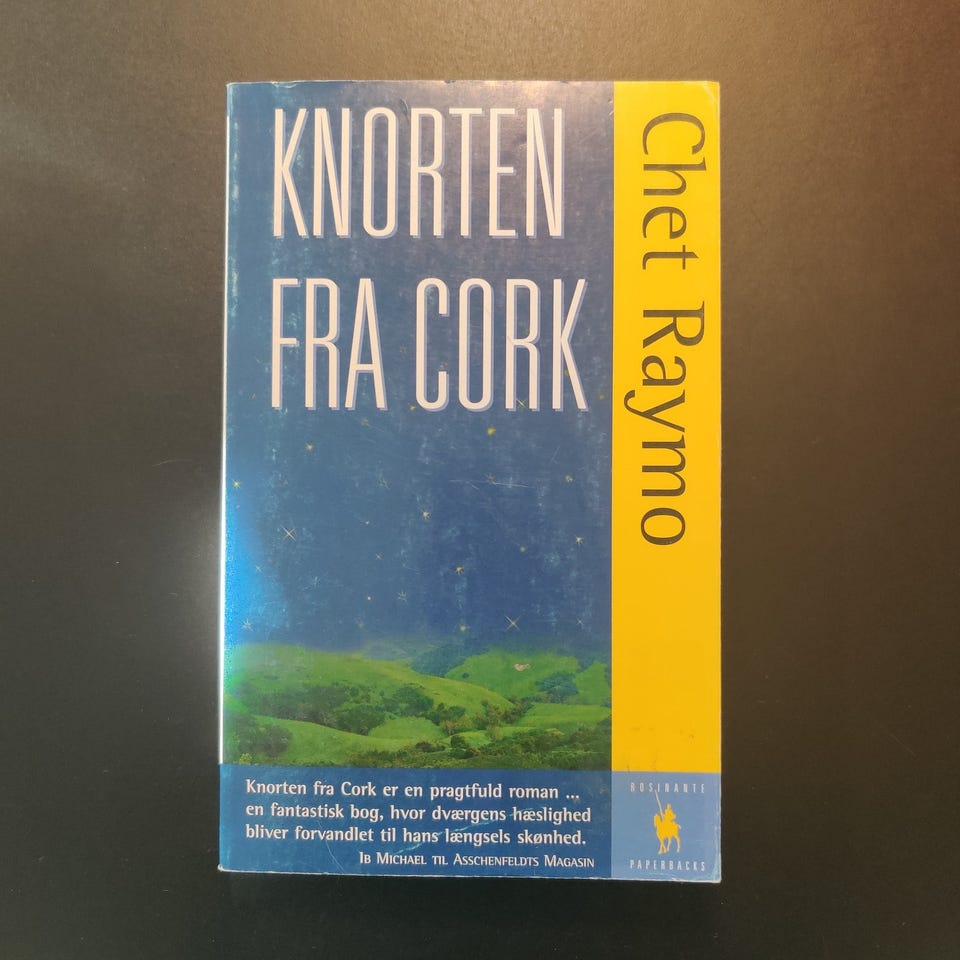 KNORTEN
FRA CORK
Chet Raymo
Knorten fra Cork er en pragtfuld roman ...
en fantastisk bog, hvor dværgens hæslighed
bliver forvandlet til hans længsels skønhed.
IB MICHAEL TIL ASSCHENFELDTS MAGASIN
ROSINANTE
PAPERBACKS